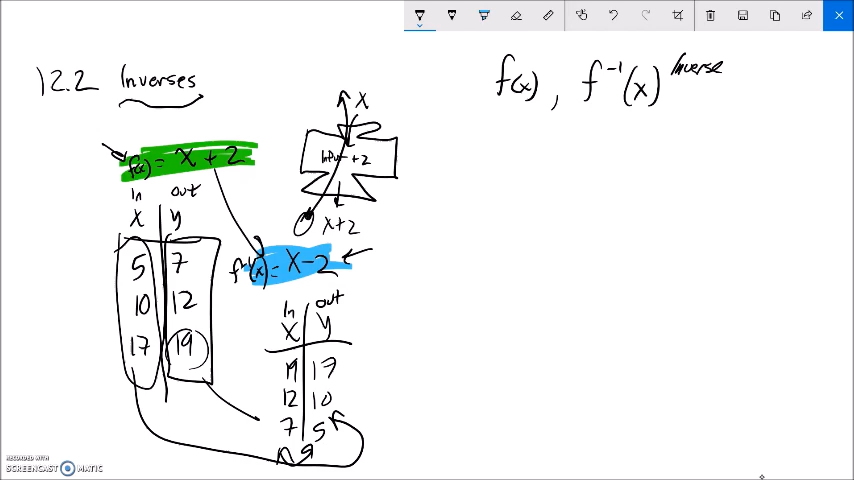 12.2 Inverses
f(x), f⁻¹(x) Inverse
x
f(x) = x + 2
Input +2
x+2
In out
x y
5 7
10 12
17 19
f⁻¹(x) = x - 2
In out
x y
19 17
12 10
7 5
RECORDED WITH
SCREENCAST MATIC